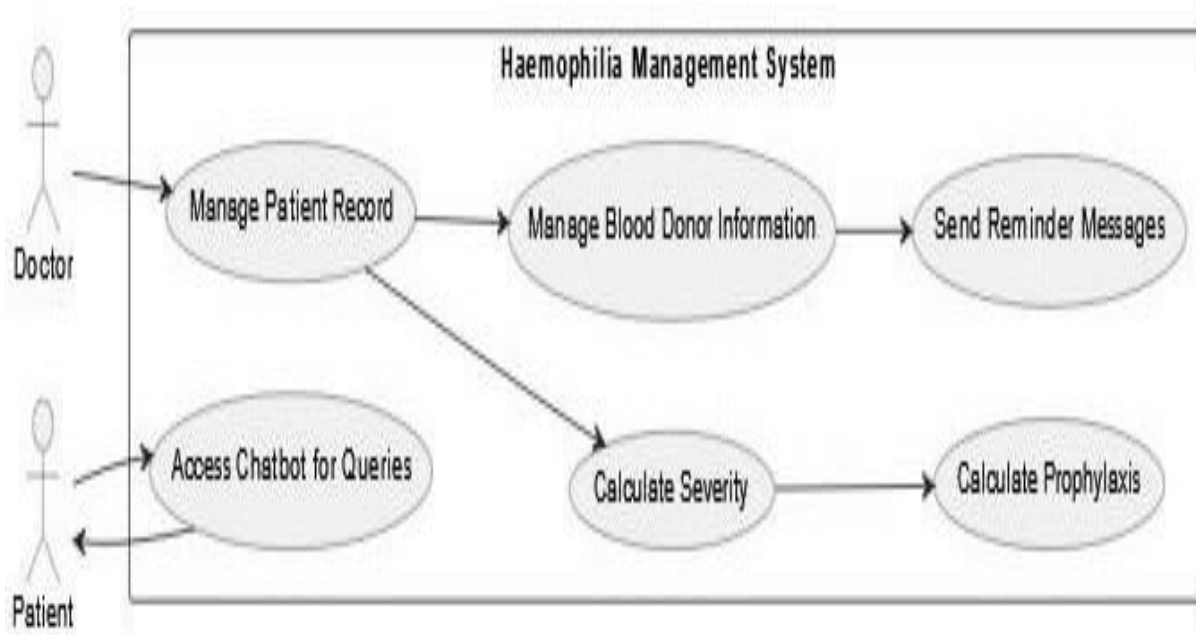 Haemophilia Management System
Manage Patient Record
Manage Blood Donor Information
Send Reminder Messages
Doctor
Access Chatbot for Queries
Calculate Severity
Calculate Prophylaxis
Patient